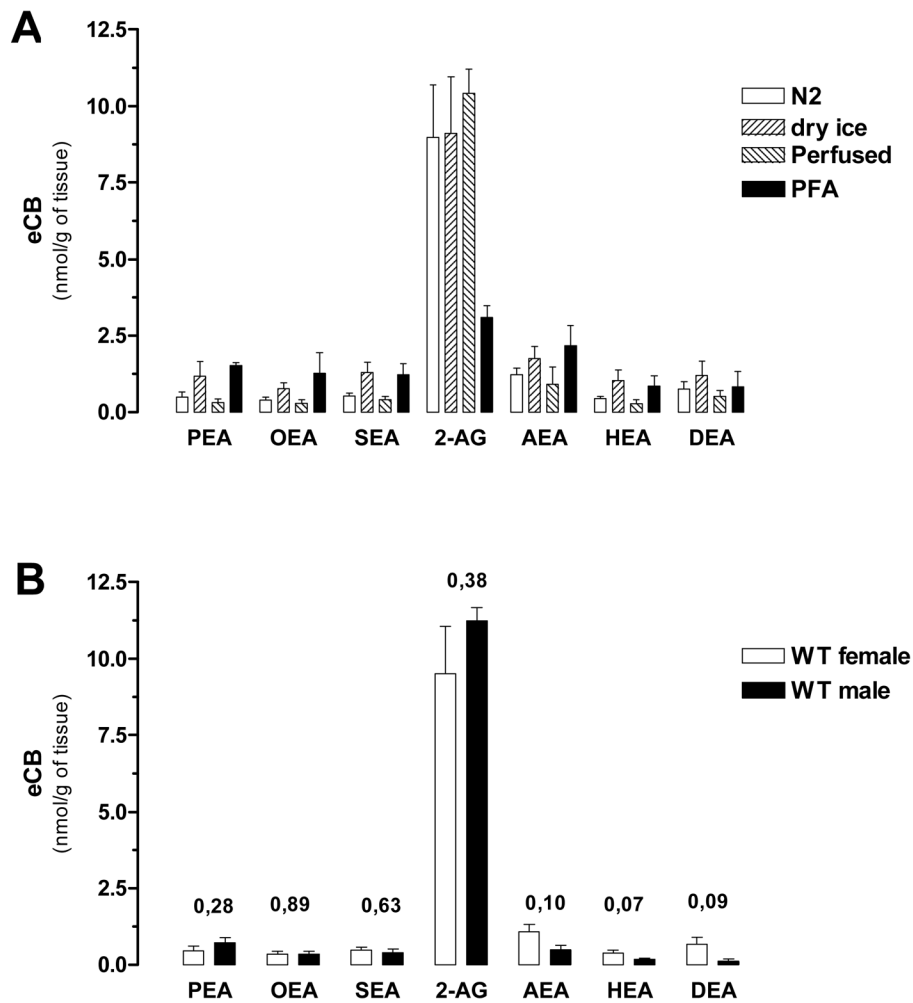 A
12.5
10.0
7.5
5.0
2.5
0.0
eCB
(nmol/g of tissue)
PEA OEA SEA 2-AG AEA HEA DEA
N2
dry ice
Perfused
PFA
B
12.5
10.0
7.5
5.0
2.5
0.0
eCB
(nmol/g of tissue)
0,28 0,89 0,63 0,38 0,10 0,07 0,09
PEA OEA SEA 2-AG AEA HEA DEA
WT female
WT male